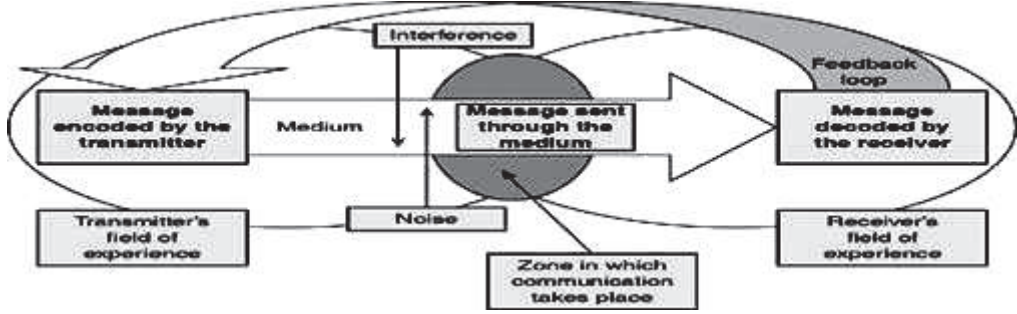 Interference
Feedback
loop
Message
encoded by the
transmitter
Medium
Message sent
through the
medium
Message
decoded by
the receiver
Transmitter's
field of
experience
Noise
Receiver's
field of
experience
Zone in which
communication
takes place